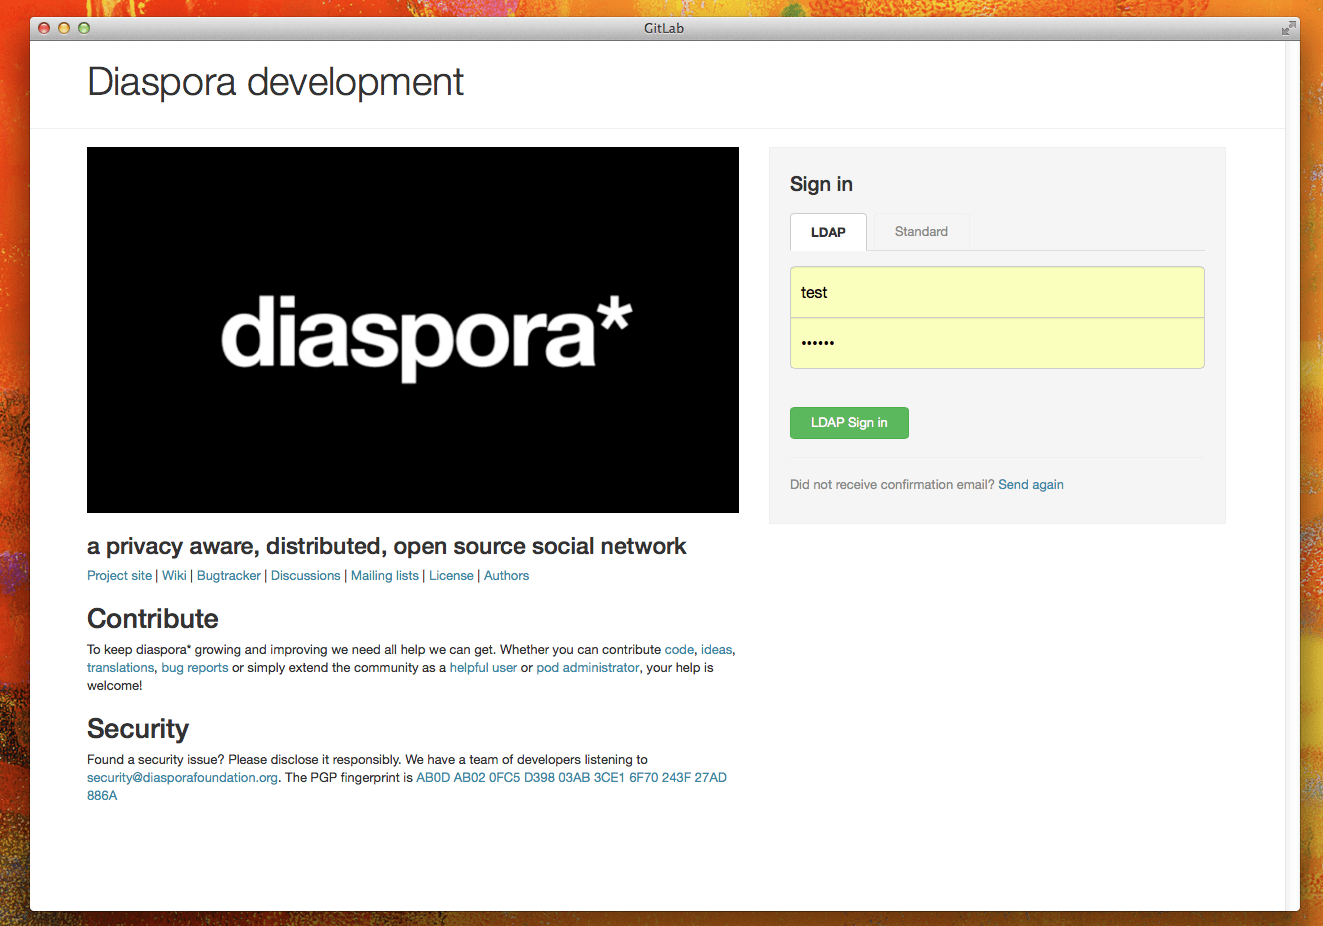 GitLab
Diaspora development
diaspora*
a privacy aware, distributed, open source social network
Project site | Wiki | Bugtracker | Discussions | Mailing lists | License | Authors
Contribute
To keep diaspora* growing and improving we need all help we can get. Whether you can contribute code, ideas,
translations, bug reports or simply extend the community as a helpful user or pod administrator, your help is
welcome!
Security
Found a security issue? Please disclose it responsibly. We have a team of developers listening to
security@diasporafoundation.org. The PGP fingerprint is AB0D AB02 0FC5 D398 03AB 3CE1 6F70 243F 27AD
886A
Sign in
LDAP Standard
test
••••••
LDAP Sign in
Did not receive confirmation email? Send again